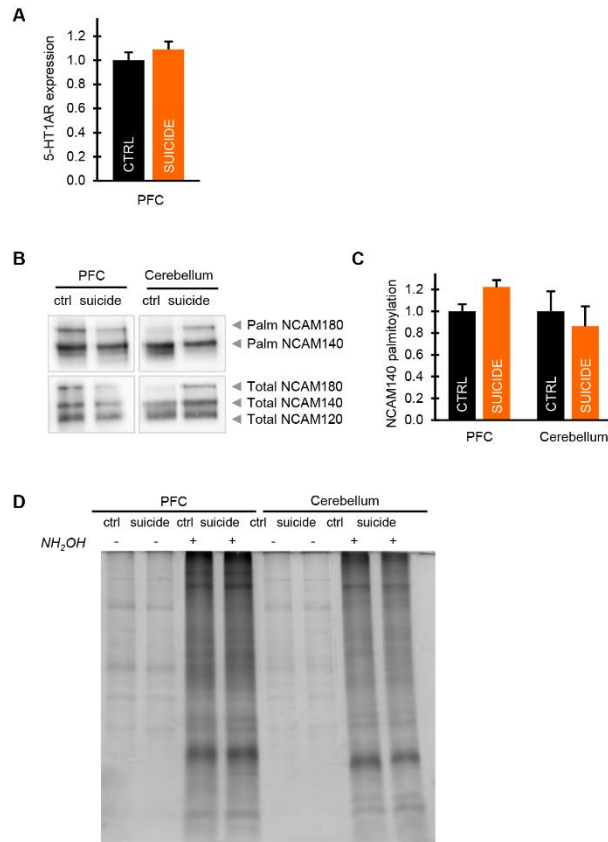 A
5-HT1AR expression
1.2
1.0
0.8
0.6
0.4
0.2
0.0
CTRL
SUICIDE
PFC
B
PFC Cerebellum
ctrl suicide ctrl suicide
Palm NCAM180
Palm NCAM140
Total NCAM180
Total NCAM140
Total NCAM120
C
NCAM140 palmitoylation
1.2
1.0
0.8
0.6
0.4
0.2
0.0
CTRL
SUICIDE
CTRL
SUICIDE
PFC Cerebellum
D
PFC Cerebellum
ctrl suicide ctrl suicide ctrl suicide ctrl suicide
NH₂OH - - + + - - + +